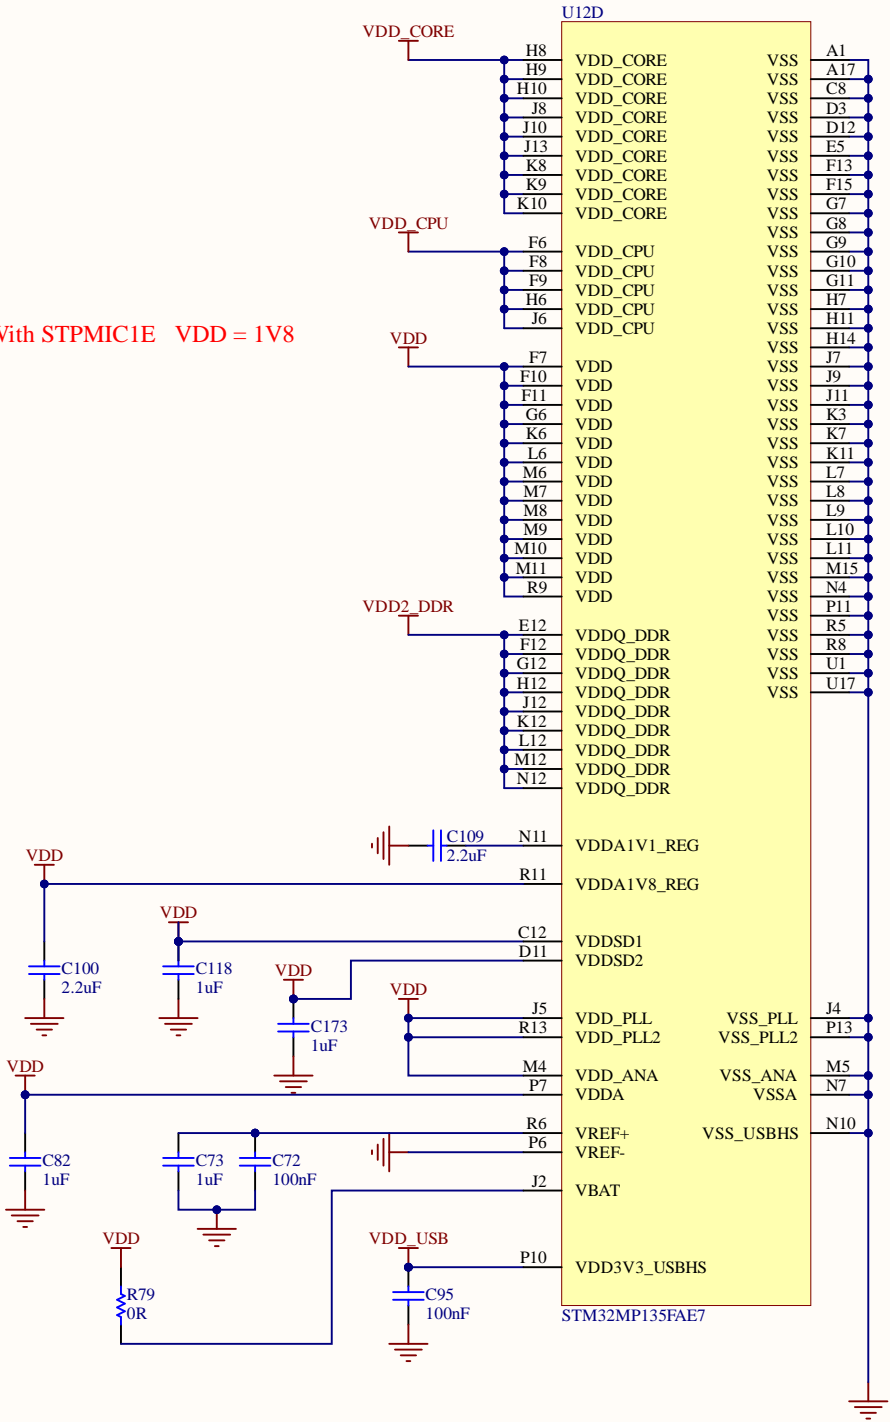 U12D
VDD_CORE
H8 VDD_CORE VSS A1
H9 VDD_CORE VSS A17
H10 VDD_CORE VSS C8
J8 VDD_CORE VSS D3
J10 VDD_CORE VSS D12
J13 VDD_CORE VSS E5
K8 VDD_CORE VSS F13
K9 VDD_CORE VSS F15
K10 VDD_CORE VSS G7
VSS G8
VDD_CPU
F6 VDD_CPU VSS G9
F8 VDD_CPU VSS G10
F9 VDD_CPU VSS G11
H6 VDD_CPU VSS H7
J6 VDD_CPU VSS H11
With STPMIC1E VDD = 1V8
VSS H14
VDD
F7 VDD VSS J7
F10 VDD VSS J9
F11 VDD VSS J11
G6 VDD VSS K3
K6 VDD VSS K7
L6 VDD VSS K11
M6 VDD VSS L7
M7 VDD VSS L8
M8 VDD VSS L9
M9 VDD VSS L10
M10 VDD VSS L11
M11 VDD VSS M15
R9 VDD VSS N4
VDD2_DDR
VSS P11
E12 VDDQ_DDR VSS R5
F12 VDDQ_DDR VSS R8
G12 VDDQ_DDR VSS U1
H12 VDDQ_DDR VSS U17
J12 VDDQ_DDR
K12 VDDQ_DDR
L12 VDDQ_DDR
M12 VDDQ_DDR
N12 VDDQ_DDR
C109 N11 VDDA1V1_REG
2.2uF
VDD
R11 VDDA1V8_REG
VDD
C12 VDDSD1
D11 VDDSD2
C100
2.2uF
C118
1uF
VDD
VDD
J5 VDD_PLL VSS_PLL J4
R13 VDD_PLL2 VSS_PLL2 P13
C173
1uF
VDD
M4 VDD_ANA VSS_ANA M5
P7 VDDA VSSA N7
R6 VREF+ VSS_USBHS N10
P6 VREF-
C82
1uF
C73
1uF
C72
100nF
J2 VBAT
VDD
VDD_USB
P10 VDD3V3_USBHS
R79
0R
C95
100nF
STM32MP135FAE7